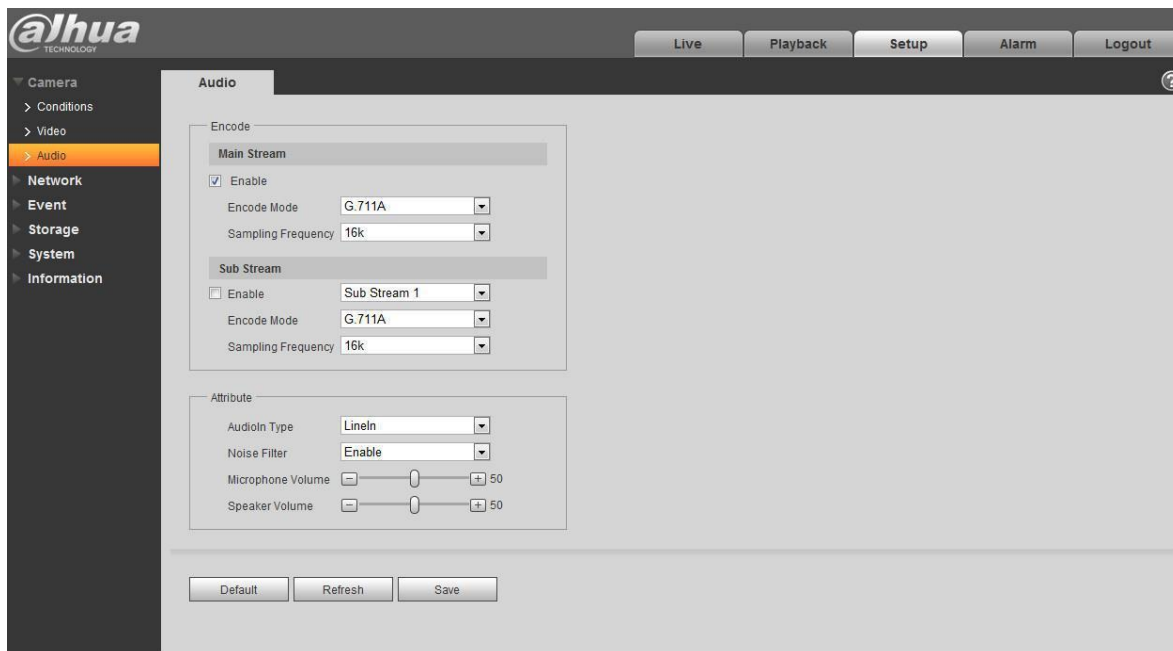 alhua
TECHNOLOGY
Live Playback Setup Alarm Logout
Camera
Conditions
Video
Audio
Network
Event
Storage
System
Information
Audio
?
Encode
Main Stream
Enable
Encode Mode G.711A
Sampling Frequency 16k
Sub Stream
Enable Sub Stream 1
Encode Mode G.711A
Sampling Frequency 16k
Attribute
AudioIn Type LineIn
Noise Filter Enable
Microphone Volume 50
Speaker Volume 50
Default Refresh Save